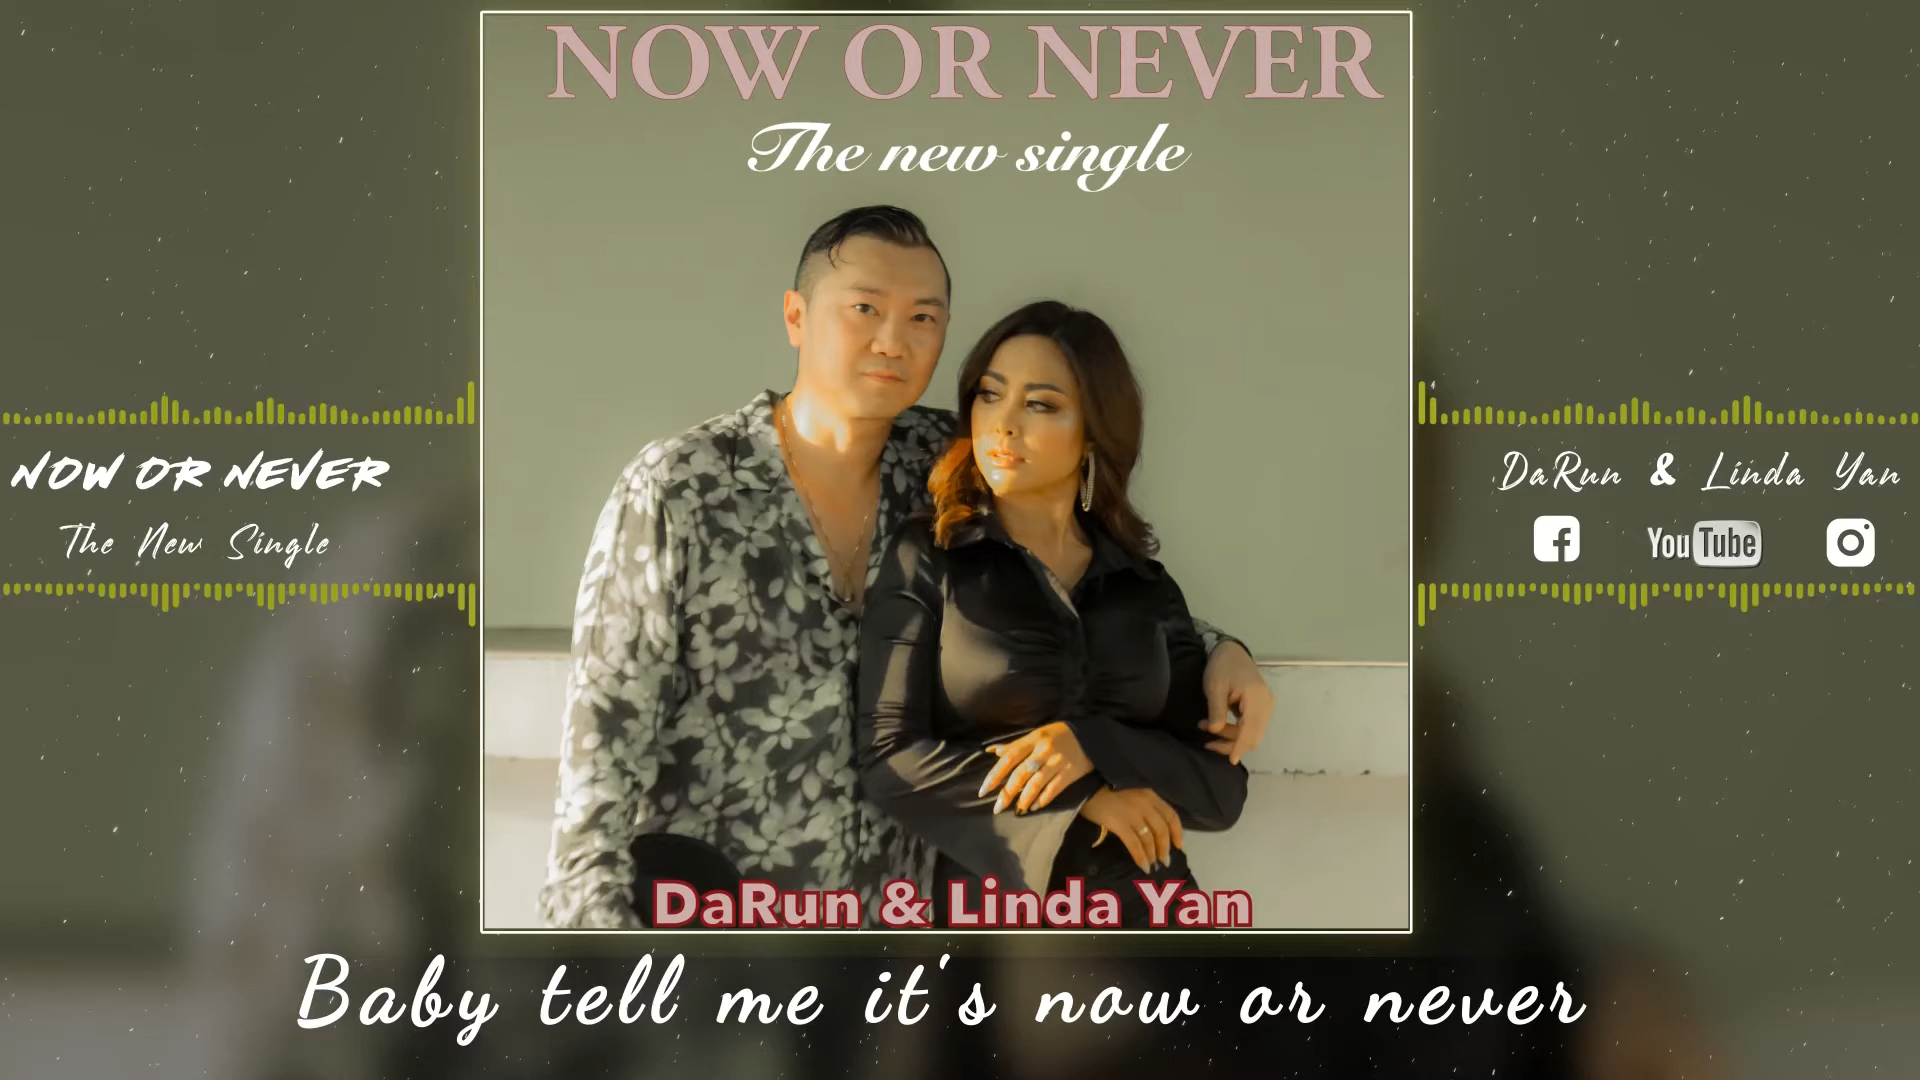 NOW OR NEVER
The new single
NOW OR NEVER
The New Single
DaRun & Linda Yan
YouTube
DaRun & Linda Yan
Baby tell me it's now or never